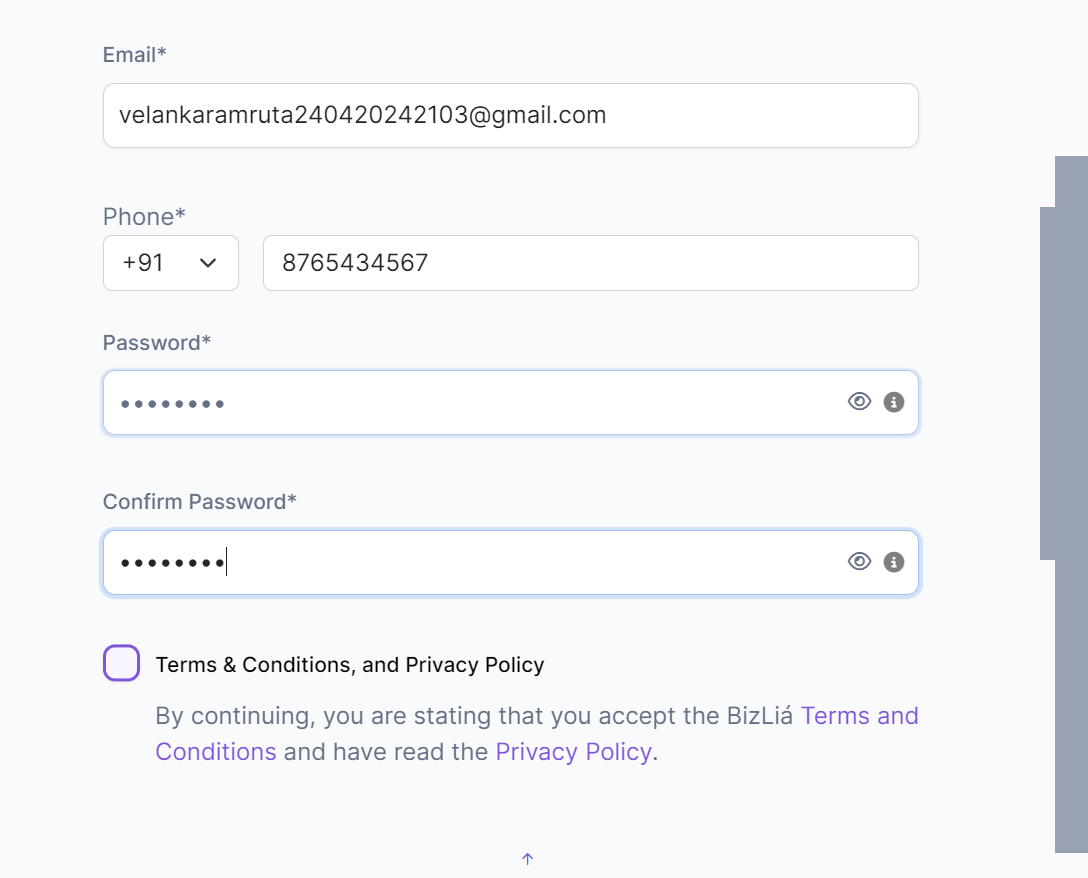 Email*
velankaramruta240420242103@gmail.com
Phone*
+91 8765434567
Password*
••••••••
Confirm Password*
••••••••
Terms & Conditions, and Privacy Policy
By continuing, you are stating that you accept the BizLiá Terms and
Conditions and have read the Privacy Policy.